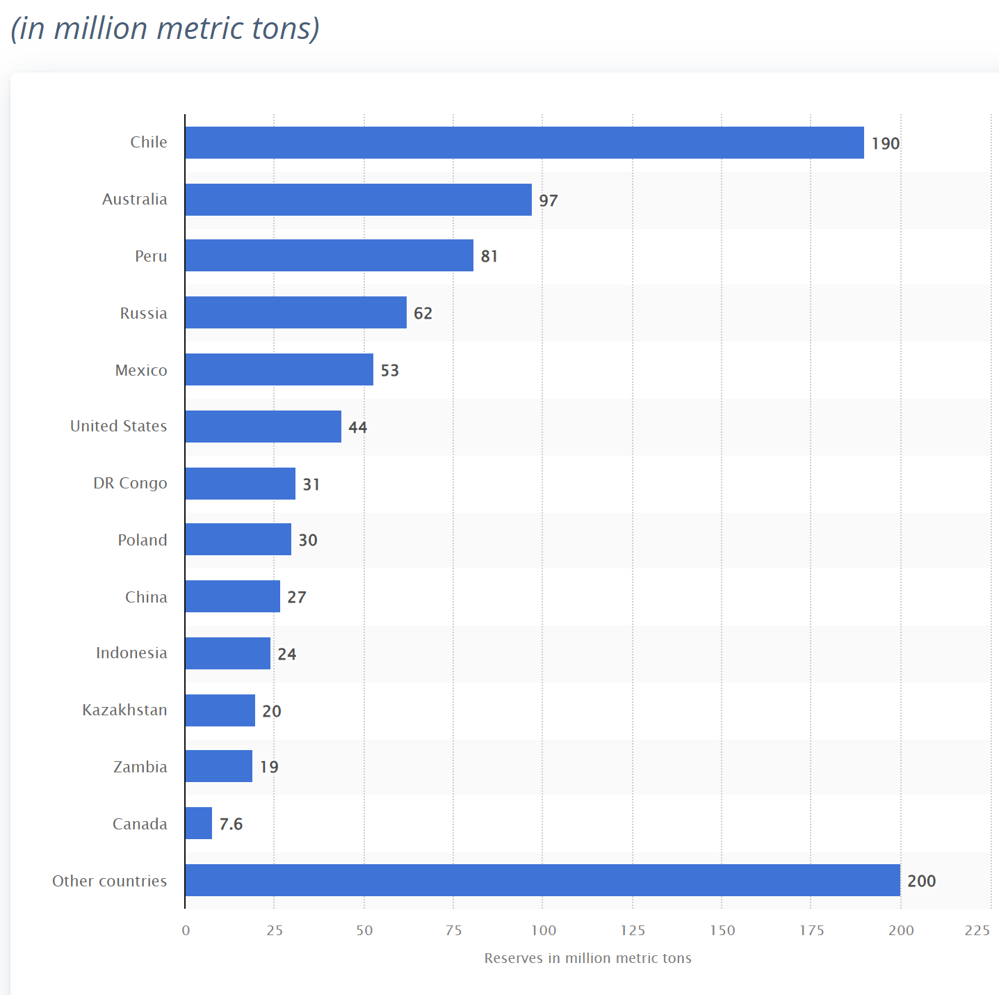 (in million metric tons)
Chile 190
Australia 97
Peru 81
Russia 62
Mexico 53
United States 44
DR Congo 31
Poland 30
China 27
Indonesia 24
Kazakhstan 20
Zambia 19
Canada 7.6
Other countries 200
0 25 50 75 100 125 150 175 200 225
Reserves in million metric tons